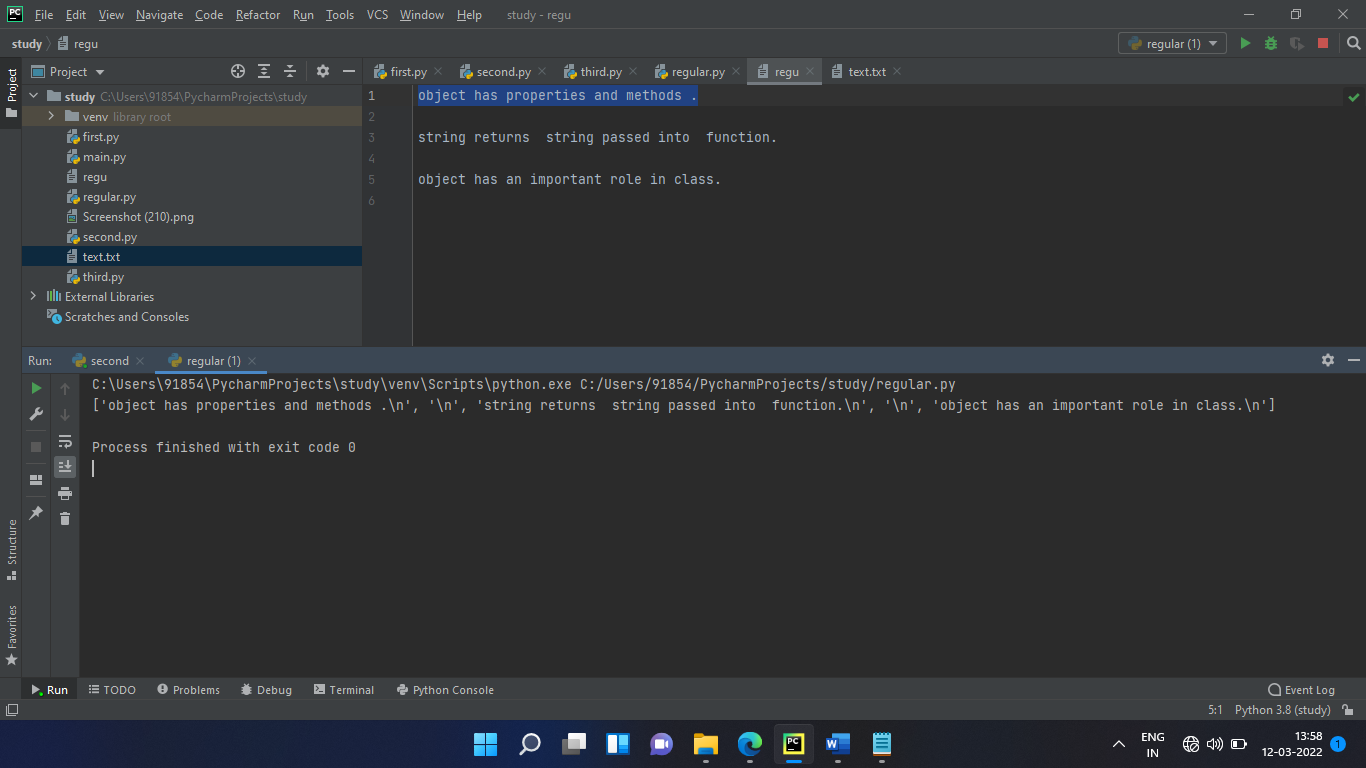 PC File Edit View Navigate Code Refactor Run Tools VCS Window Help study - regu
study regu regular (1)
Project
Project first.py second.py third.py regular.py regu text.txt
study C:\Users\91854\PycharmProjects\study
venv library root
first.py
main.py
regu
regular.py
Screenshot (210).png
second.py
text.txt
third.py
External Libraries
Scratches and Consoles
1 object has properties and methods .
2
3 string returns  string passed into  function.
4
5 object has an important role in class.
6
Run: second regular (1)
C:\Users\91854\PycharmProjects\study\venv\Scripts\python.exe C:/Users/91854/PycharmProjects/study/regular.py
['object has properties and methods .\n', '\n', 'string returns  string passed into  function.\n', '\n', 'object has an important role in class.\n']
Process finished with exit code 0
Structure
Favorites
Run TODO Problems Debug Terminal Python Console Event Log
5:1 Python 3.8 (study)
PC W ENG 13:58
IN 12-03-2022 1